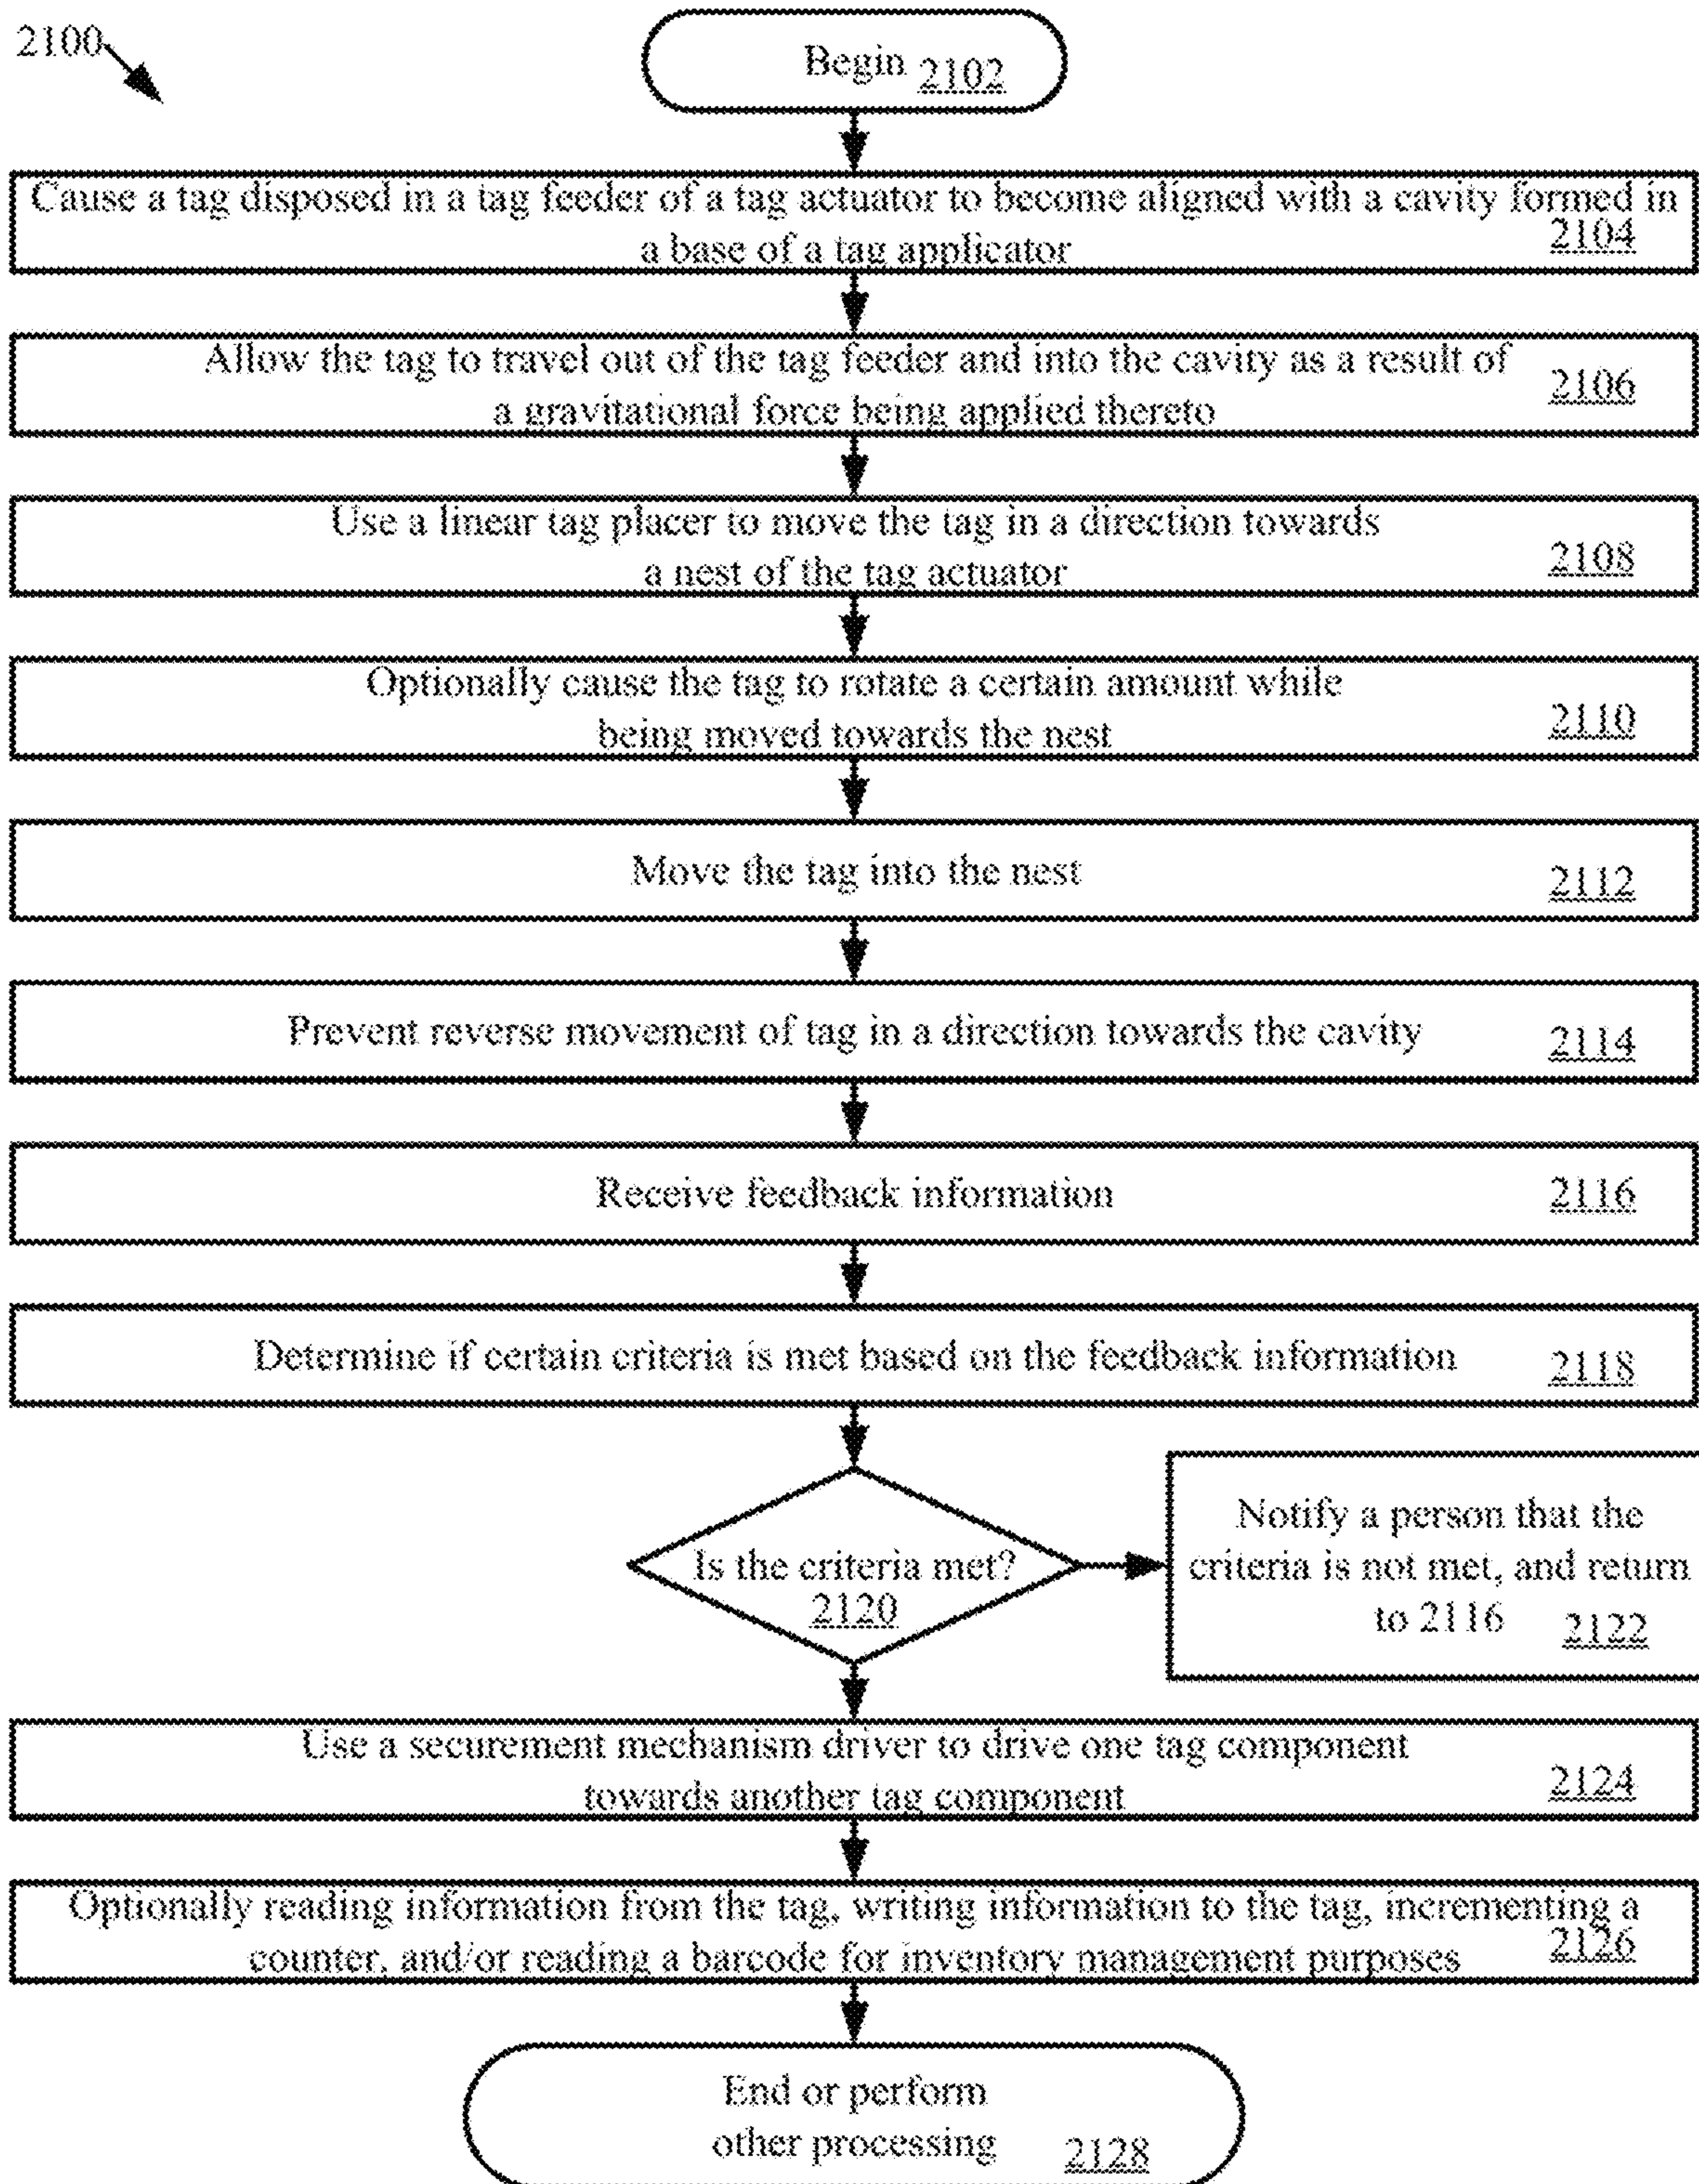 2100
Begin 2102
Cause a tag disposed in a tag feeder of a tag actuator to become aligned with a cavity formed in
a base of a tag applicator 2104
Allow the tag to travel out of the tag feeder and into the cavity as a result of
a gravitational force being applied thereto 2106
Use a linear tag placer to move the tag in a direction towards
a nest of the tag actuator 2108
Optionally cause the tag to rotate a certain amount while
being moved towards the nest 2110
Move the tag into the nest 2112
Prevent reverse movement of tag in a direction towards the cavity 2114
Receive feedback information 2116
Determine if certain criteria is met based on the feedback information 2118
Is the criteria met?
2120
Notify a person that the
criteria is not met, and return
to 2116 2122
Use a securement mechanism driver to drive one tag component
towards another tag component 2124
Optionally reading information from the tag, writing information to the tag, incrementing a
counter, and/or reading a barcode for inventory management purposes 2126
End or perform
other processing 2128